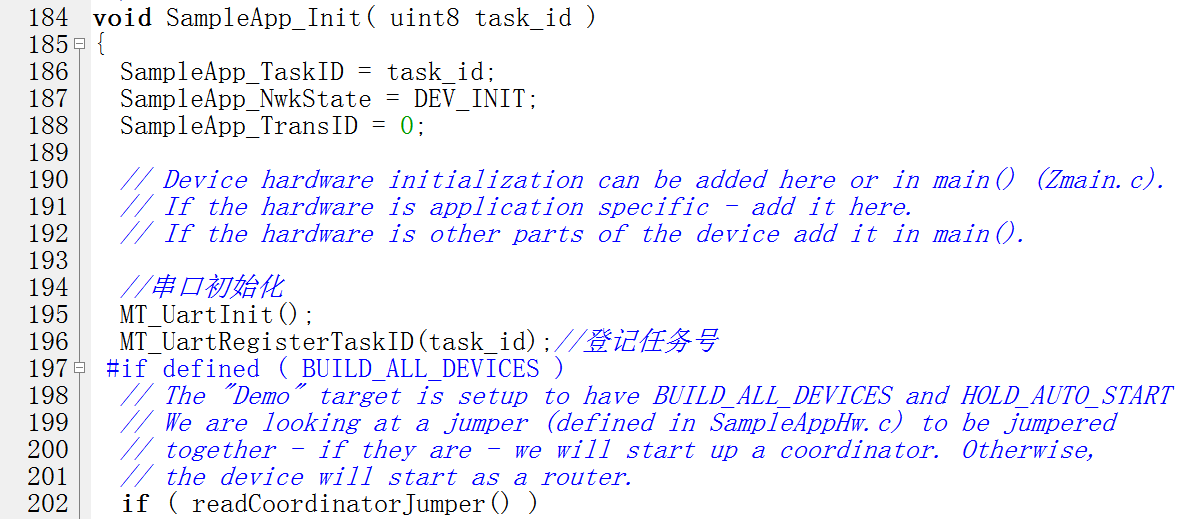 184 void SampleApp_Init( uint8 task_id )
185 {
186 SampleApp_TaskID = task_id;
187 SampleApp_NwkState = DEV_INIT;
188 SampleApp_TransID = 0;
189
190 // Device hardware initialization can be added here or in main() (Zmain.c).
191 // If the hardware is application specific - add it here.
192 // If the hardware is other parts of the device add it in main().
193
194 //串口初始化
195 MT_UartInit();
196 MT_UartRegisterTaskID(task_id);//登记任务号
197 #if defined ( BUILD_ALL_DEVICES )
198 // The "Demo" target is setup to have BUILD_ALL_DEVICES and HOLD_AUTO_START
199 // We are looking at a jumper (defined in SampleAppHw.c) to be jumpered
200 // together - if they are - we will start up a coordinator. Otherwise,
201 // the device will start as a router.
202 if ( readCoordinatorJumper() )